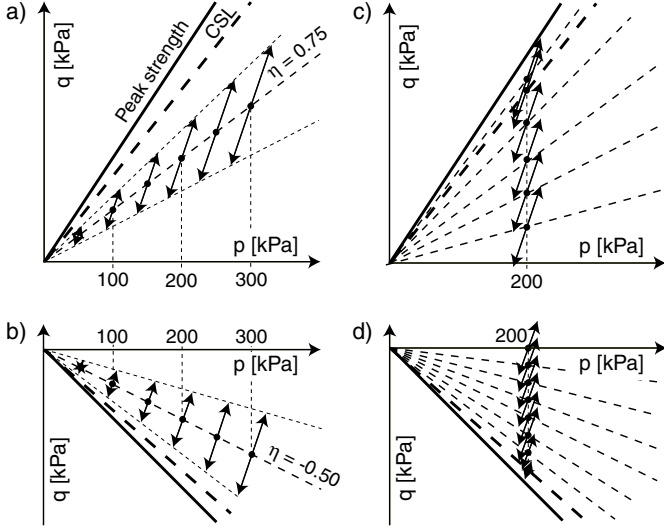 a)
q [kPa]
Peak strength
CSL
η = 0.75
p [kPa]
100
200
300
c)
q [kPa]
p [kPa]
200
b)
100
200
300
p [kPa]
q [kPa]
η = -0.50
d)
200
p [kPa]
q [kPa]